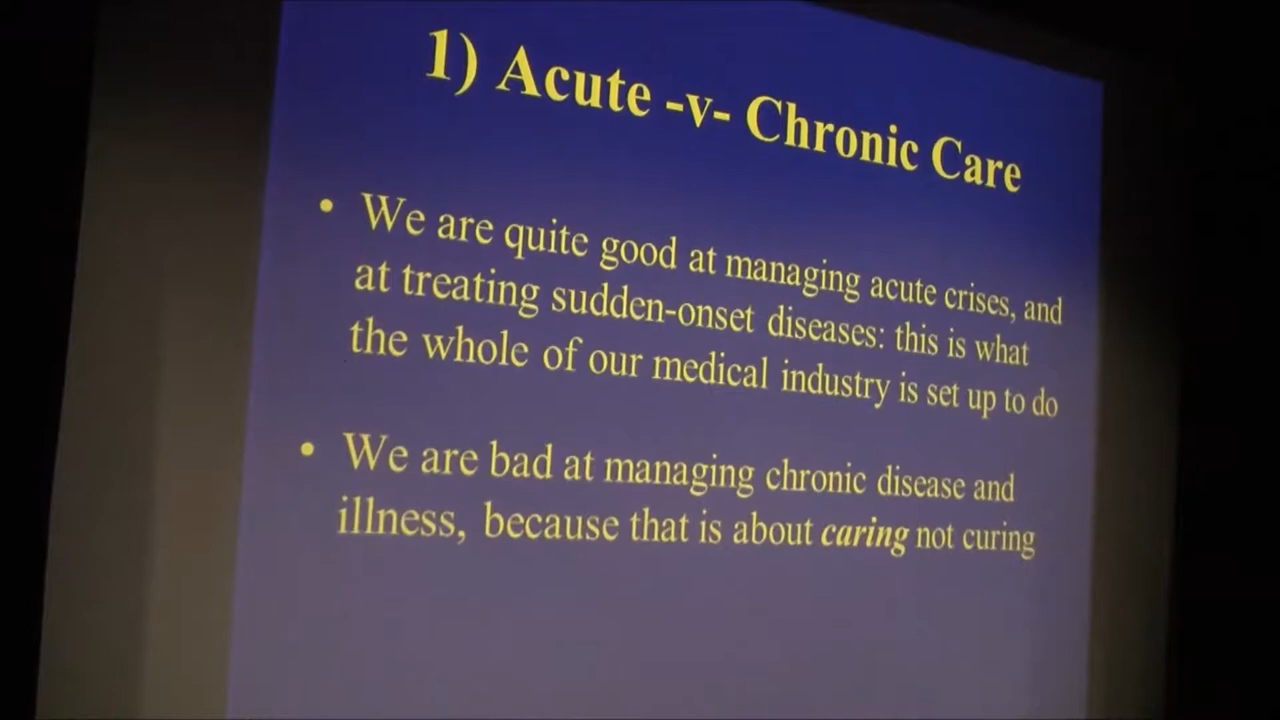 1) Acute -v- Chronic Care
• We are quite good at managing acute crises, and
at treating sudden-onset diseases: this is what
the whole of our medical industry is set up to do
• We are bad at managing chronic disease and
illness, because that is about caring not curing